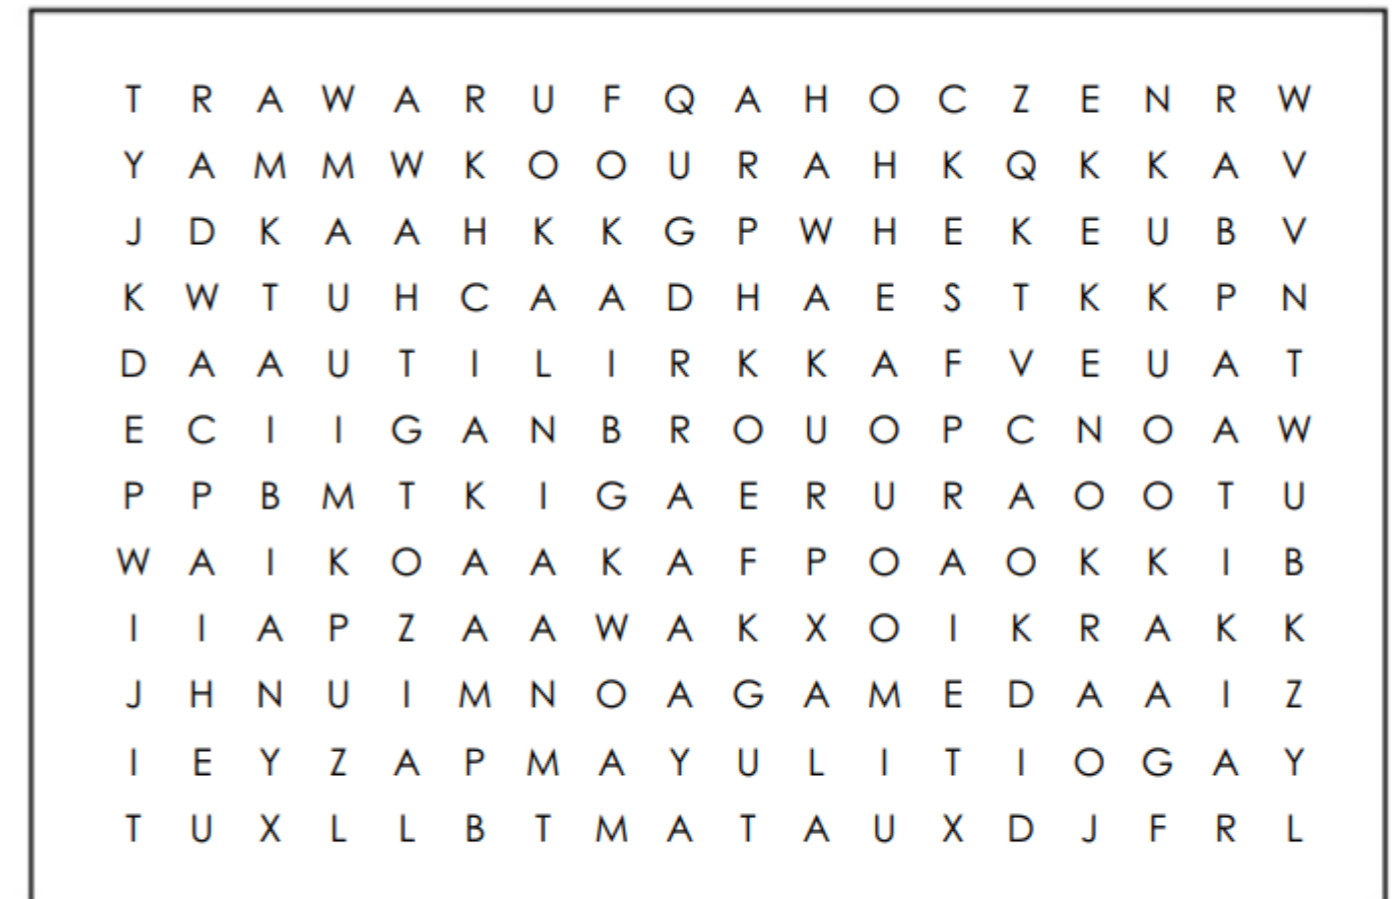 T R A W A R U F Q A H O C Z E N R W
Y A M M W K O O U R A H K Q K K A V
J D K A A H K K G P W H E K E U B V
K W T U H C A A D H A E S T K K P N
D A A U T I L I R K K A F V E U A T
E C I I G A N B R O U O P C N O A W
P P B M T K I G A E R U R A O O T U
W A I K O A A K A F P O A O K K I B
I I A P Z A A W A K X O I K R A K K
J H N U I M N O A G A M E D A A I Z
I E Y Z A P M A Y U L I T I O G A Y
T U X L L B T M A T A U X D J F R L